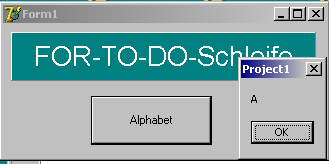 Form1
FOR-TO-DO-Schleife
Project1
A
Alphabet
OK